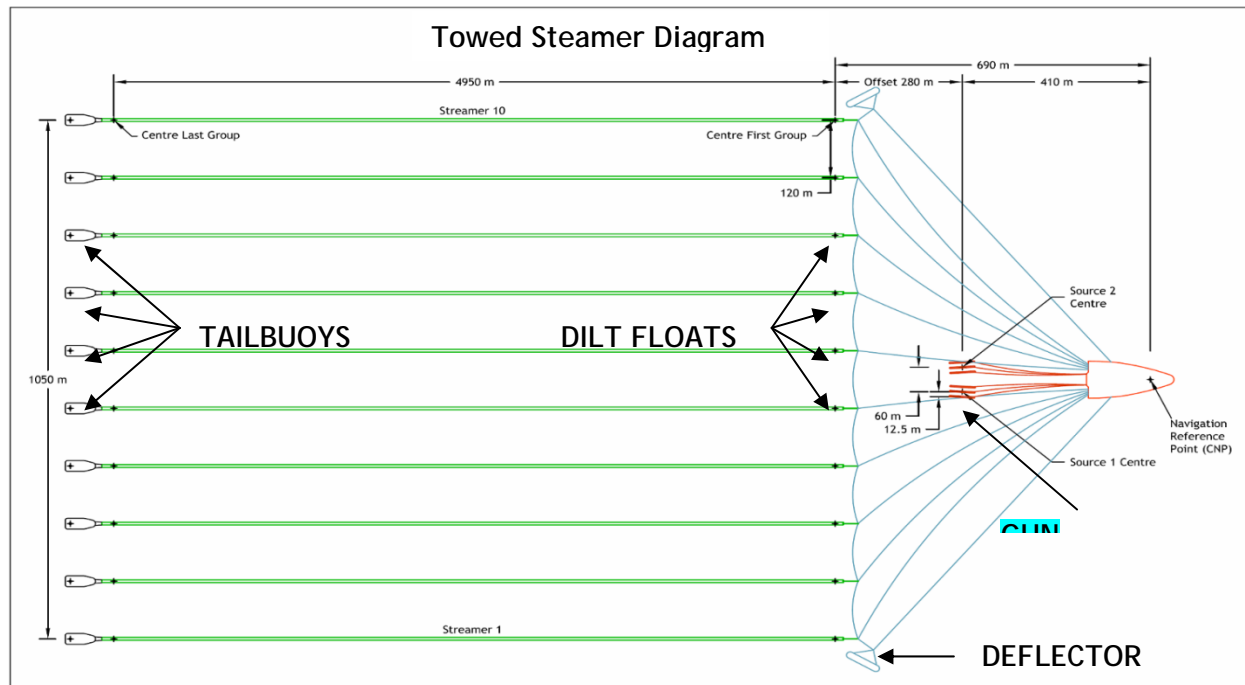 Towed Steamer Diagram
690 m
4950 m
Offset 280 m
410 m
Streamer 10
Centre Last Group
Centre First Group
120 m
Source 2
Centre
TAILBUOYS
DILT FLOATS
1050 m
60 m
12.5 m
Navigation
Reference
Point (CNP)
Source 1 Centre
GUN
Streamer 1
DEFLECTOR